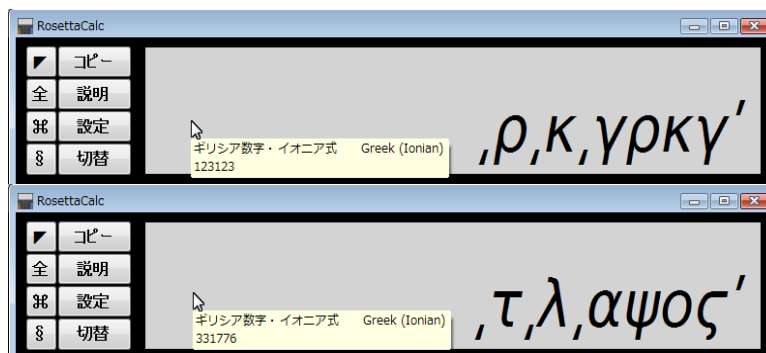 RosettaCalc
◤ コピー
全 説明
⌘ 設定
§ 切替
͵ρ͵κ͵γρκγʹ
ギリシア数字・イオニア式 Greek (Ionian)
123123
RosettaCalc
◤ コピー
全 説明
⌘ 設定
§ 切替
͵τ͵λ͵αψοςʹ
ギリシア数字・イオニア式 Greek (Ionian)
331776